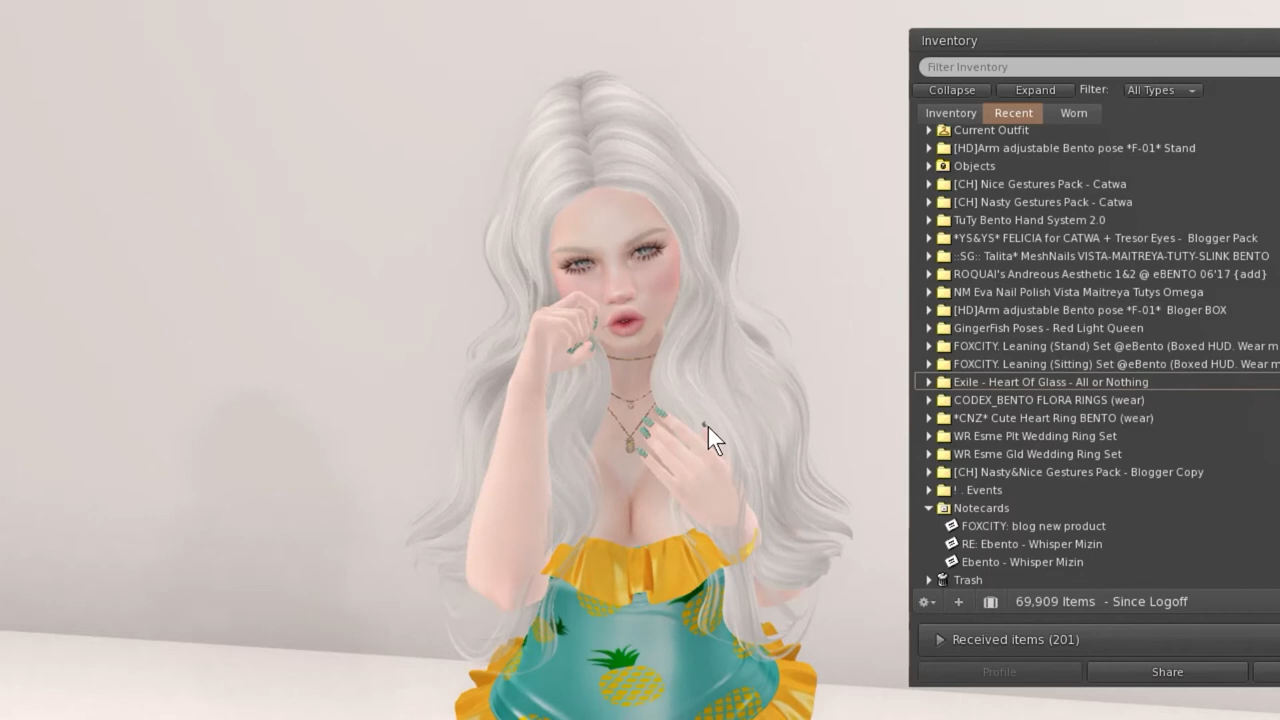 Inventory
Filter Inventory
Collapse Expand Filter: All Types
Inventory Recent Worn
Current Outfit
[HD]Arm adjustable Bento pose *F-01* Stand
Objects
[CH] Nice Gestures Pack - Catwa
[CH] Nasty Gestures Pack - Catwa
TuTy Bento Hand System 2.0
*YS&YS* FELICIA for CATWA + Tresor Eyes - Blogger Pack
::SG:: Talita* MeshNails VISTA-MAITREYA-TUTY-SLINK BENTO
ROQUAI's Andreous Aesthetic 1&2 @ eBENTO 06'17 {add}
NM Eva Nail Polish Vista Maitreya Tutys Omega
[HD]Arm adjustable Bento pose *F-01* Bloger BOX
GingerFish Poses - Red Light Queen
FOXCITY. Leaning (Stand) Set @eBento (Boxed HUD. Wear m
FOXCITY. Leaning (Sitting) Set @eBento (Boxed HUD. Wear m
Exile - Heart Of Glass - All or Nothing
CODEX_BENTO FLORA RINGS (wear)
*CNZ* Cute Heart Ring BENTO (wear)
WR Esme Plt Wedding Ring Set
WR Esme Gld Wedding Ring Set
[CH] Nasty&Nice Gestures Pack - Blogger Copy
! . Events
Notecards
FOXCITY: blog new product
RE: Ebento - Whisper Mizin
Ebento - Whisper Mizin
Trash
69,909 Items - Since Logoff
Received items (201)
Profile Share